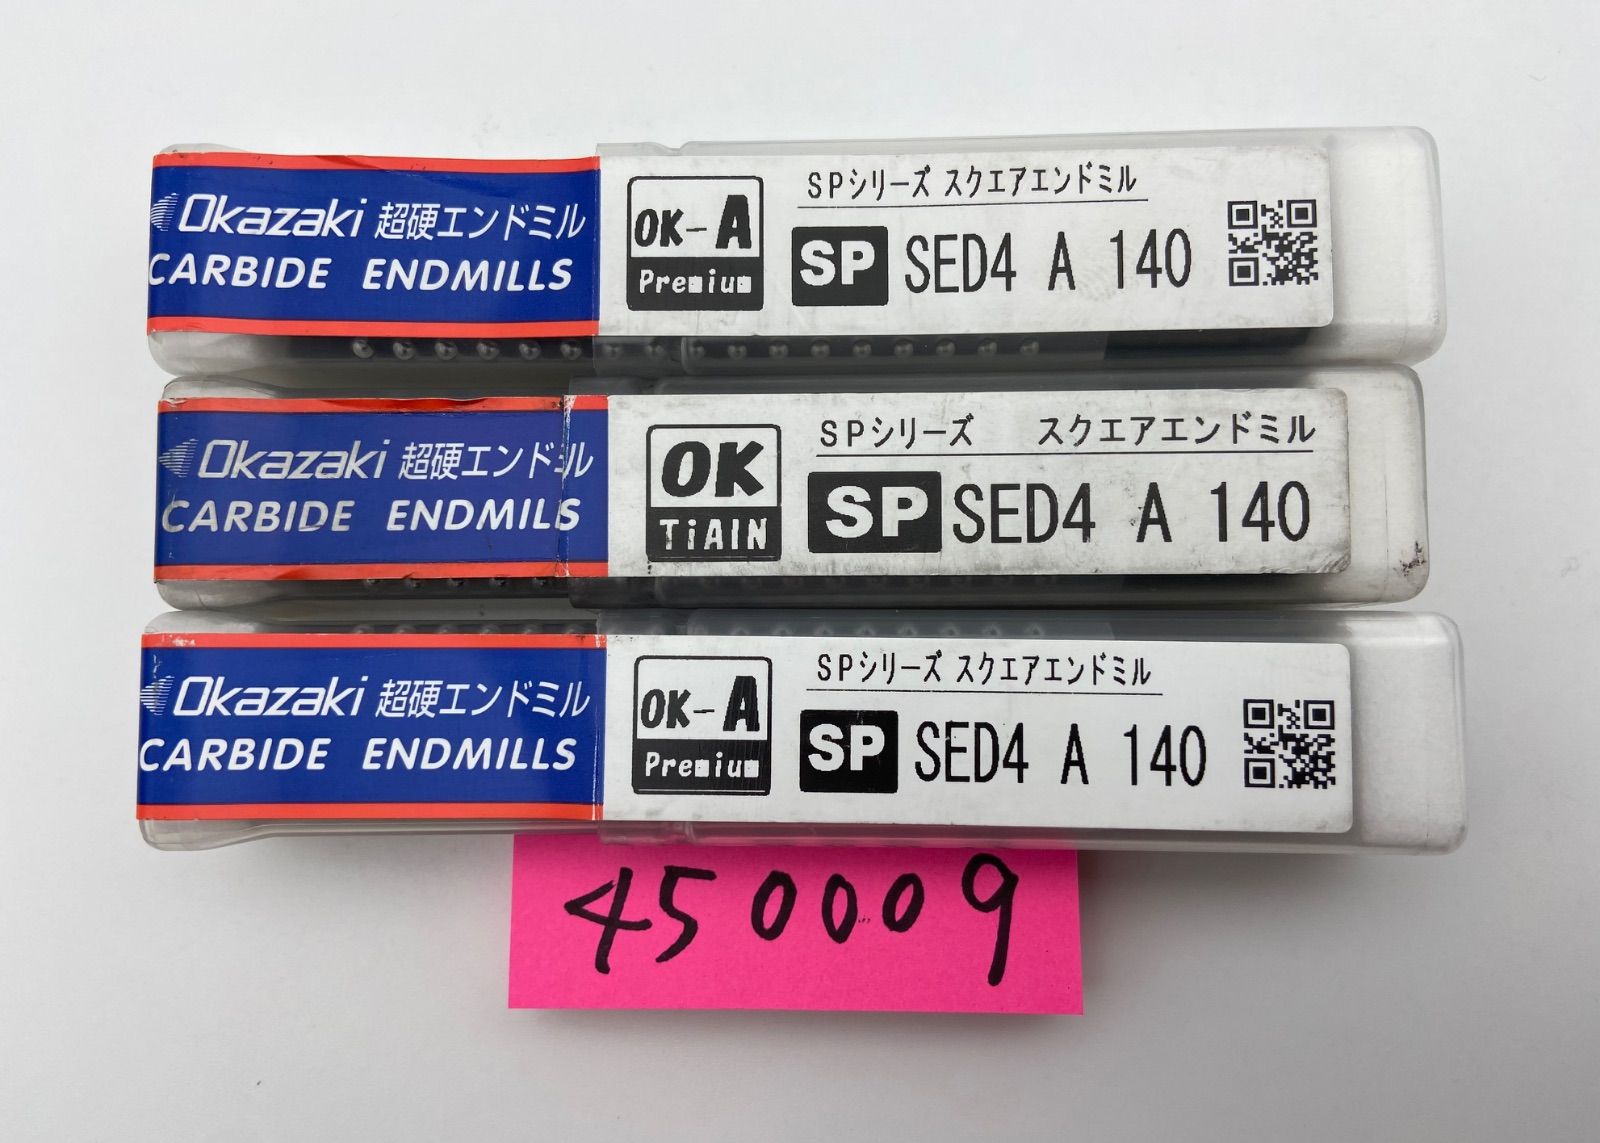 Okazaki 超硬エンドミル
CARBIDE ENDMILLS
OK-A
Premium
SPシリーズ スクエアエンドミル
SP SED4 A 140
Okazaki 超硬エンドミル
CARBIDE ENDMILLS
OK
TiAlN
SPシリーズ スクエアエンドミル
SP SED4 A 140
Okazaki 超硬エンドミル
CARBIDE ENDMILLS
OK-A
Premium
SPシリーズ スクエアエンドミル
SP SED4 A 140
450009